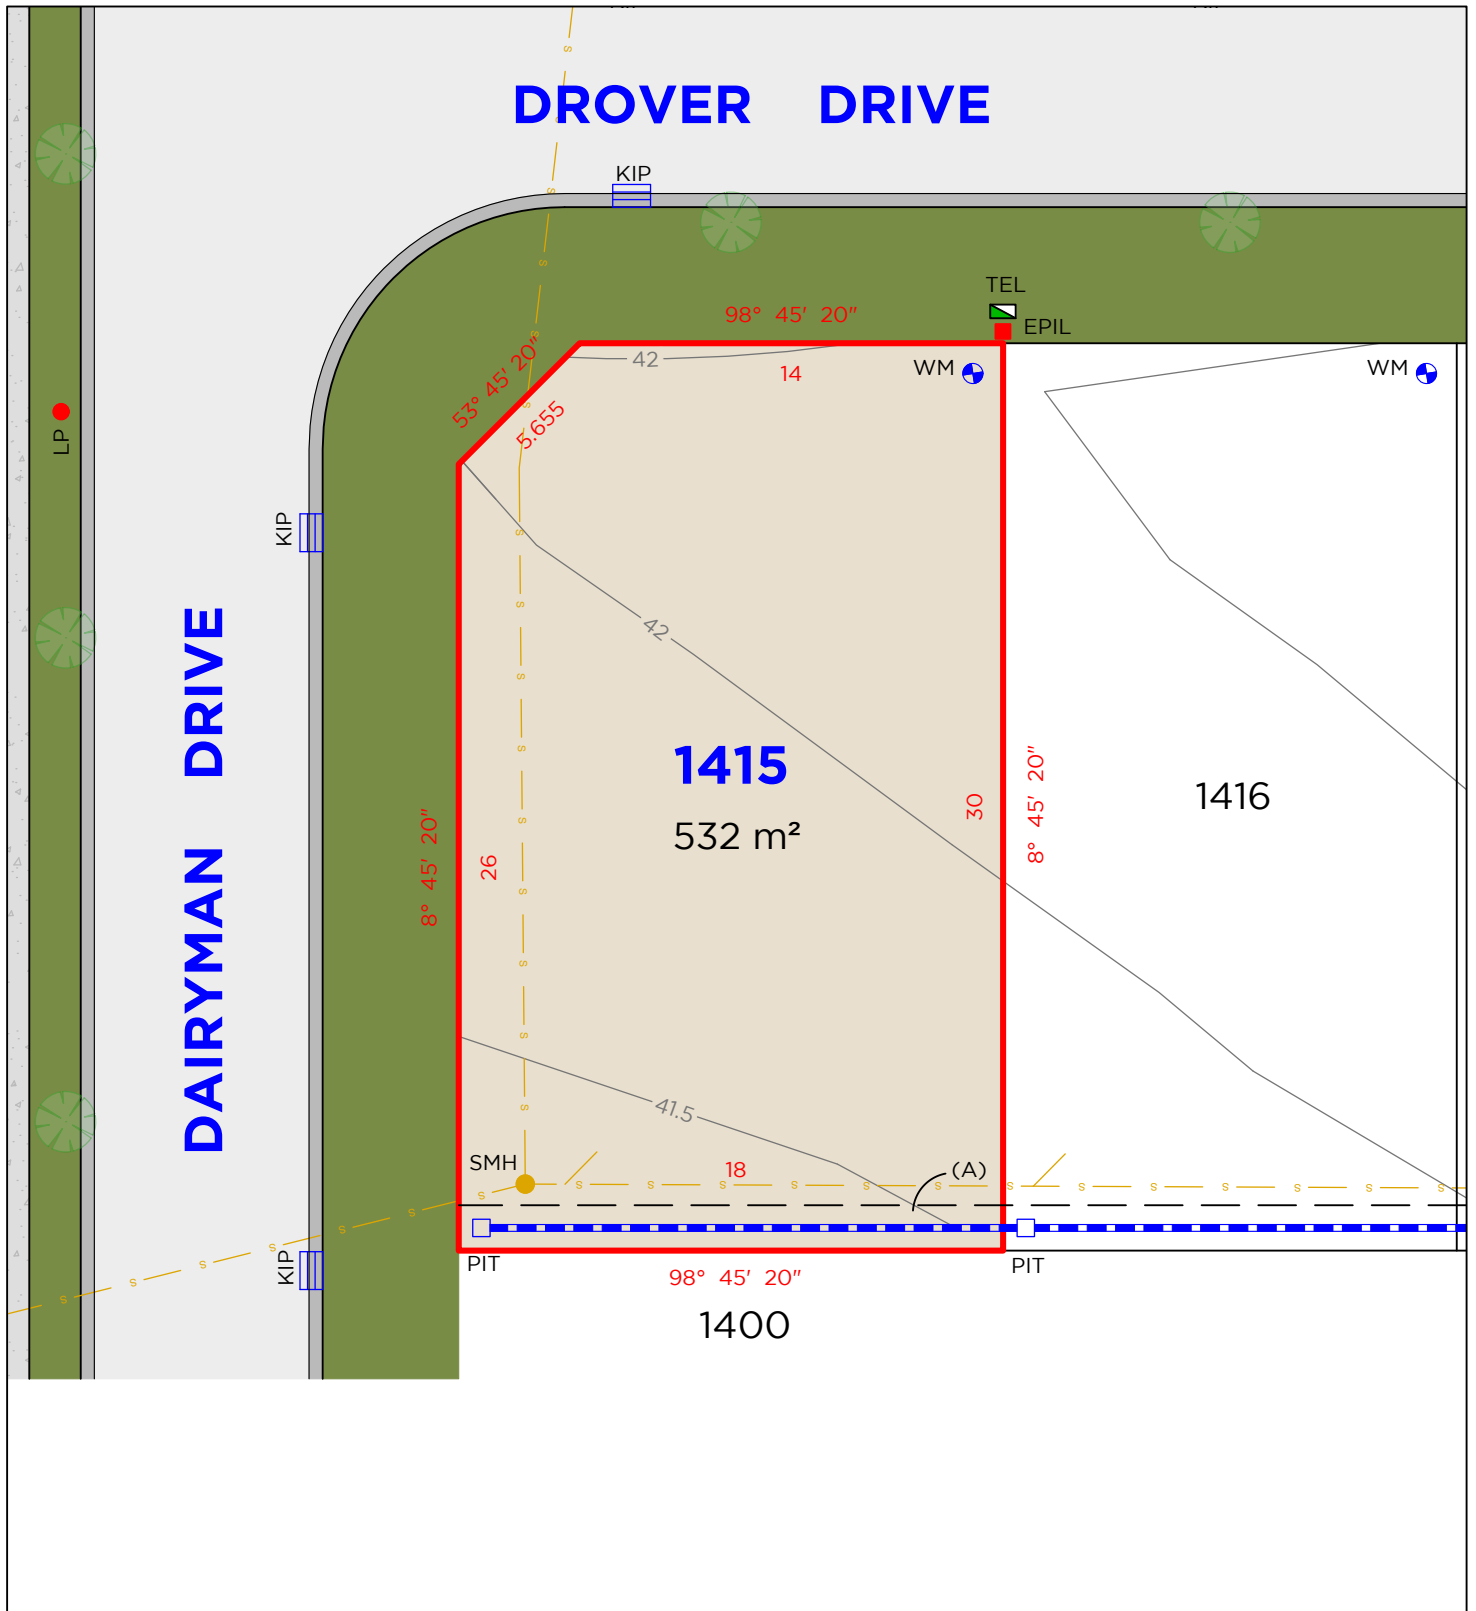 DROVER DRIVE
KIP
TEL
EPIL
98° 45' 20"
53° 45' 20"
5.655
42
14
WM
WM
LP
KIP
42
DAIRYMAN DRIVE
1415
532 m²
1416
8° 45' 20"
26
30
8° 45' 20"
41.5
SMH
18
(A)
KIP
PIT
98° 45' 20"
PIT
1400
s s s s s s s s s s s s s s s s s s s s s s s s s s s s s s